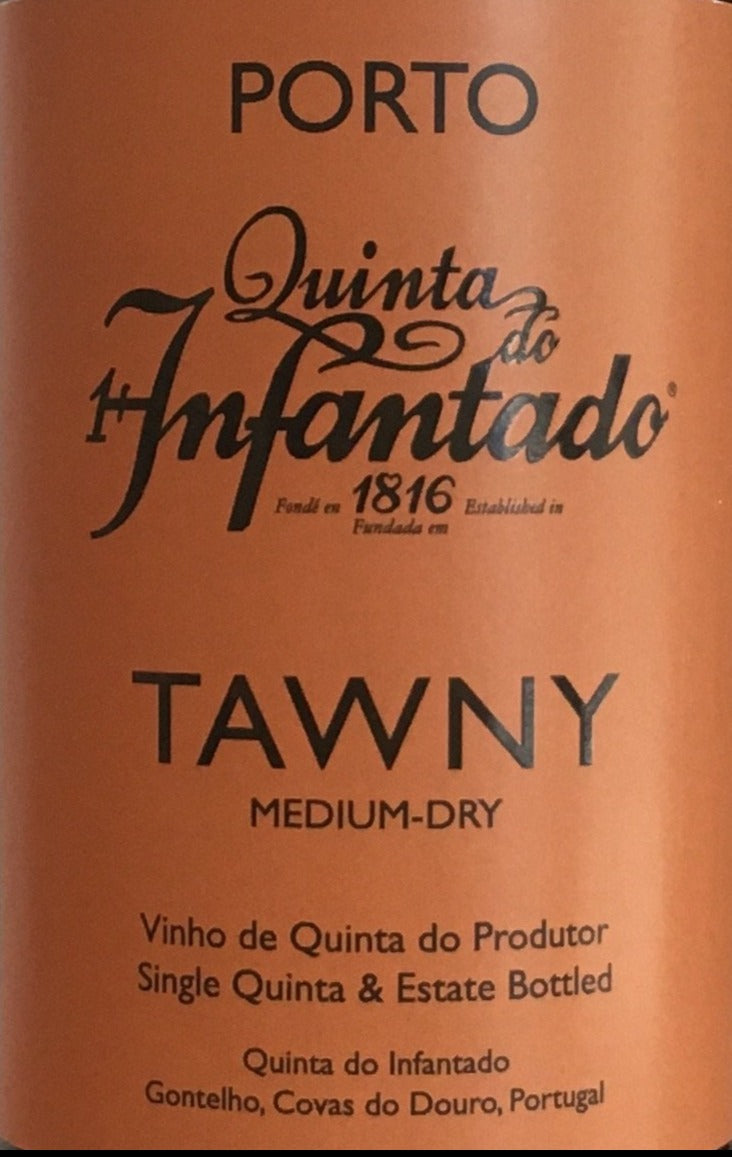 PORTO
Quinta
do
Infantado®
Fondé en 1816 Established in
Fundada em
TAWNY
MEDIUM-DRY
Vinho de Quinta do Produtor
Single Quinta & Estate Bottled
Quinta do Infantado
Gontelho, Covas do Douro, Portugal